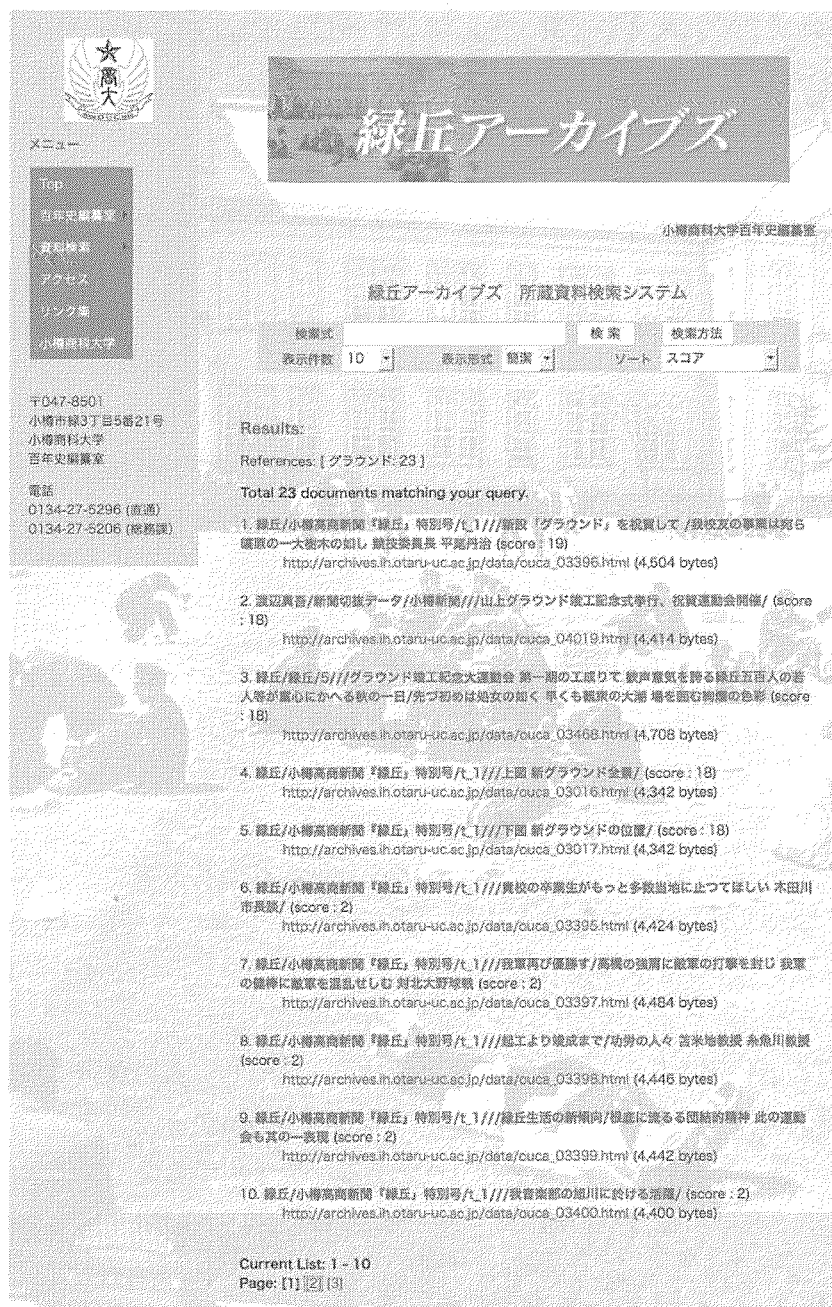 大
商
大
メニュー
Top
百年史編纂室
資料検索
アクセス
リンク集
小樽商科大学
〒047-8501
小樽市緑3丁目5番21号
小樽商科大学
百年史編纂室
電話
0134-27-5296 (直通)
0134-27-5206 (総務課)
緑丘アーカイブズ
小樽商科大学百年史編纂室
緑丘アーカイブズ　所蔵資料検索システム
検索式 検 索 検索方法
表示件数 10 表示形式 簡潔 ソート スコア
Results:
References: [ グラウンド: 23 ]
Total 23 documents matching your query.
1. 緑丘/小樽高商新聞『緑丘』特別号/t_1///新設「グラウンド」を祝賀して /我校友の事業は宛ら
曠原の一大樹木の如し 競技委員長 平尾丹治 (score : 19)
http://archives.ih.otaru-uc.ac.jp/data/ouca_03396.html (4,504 bytes)
2. 渡辺真吾/新聞切抜データ/小樽新聞///山上グラウンド竣工記念式挙行、祝賀運動会開催/ (score
: 18)
http://archives.ih.otaru-uc.ac.jp/data/ouca_04019.html (4,414 bytes)
3. 緑丘/緑丘/5///グラウンド竣工紀念大運動会 第一期の工成りて 歓声意気を誇る緑丘五百人の若
人等が童心にかへる秋の一日/先づ初めは処女の如く 早くも観衆の大潮 場を囲む絢爛の色彩 (score
: 18)
http://archives.ih.otaru-uc.ac.jp/data/ouca_03468.html (4,708 bytes)
4. 緑丘/小樽高商新聞『緑丘』特別号/t_1///上図 新グラウンド全景/ (score : 18)
http://archives.ih.otaru-uc.ac.jp/data/ouca_03016.html (4,342 bytes)
5. 緑丘/小樽高商新聞『緑丘』特別号/t_1///下図 新グラウンドの位置/ (score : 18)
http://archives.ih.otaru-uc.ac.jp/data/ouca_03017.html (4,342 bytes)
6. 緑丘/小樽高商新聞『緑丘』特別号/t_1///貴校の卒業生がもっと多数当地に止つてほしい 木田川
市長談/ (score : 2)
http://archives.ih.otaru-uc.ac.jp/data/ouca_03395.html (4,424 bytes)
7. 緑丘/小樽高商新聞『緑丘』特別号/t_1///我軍再び優勝す/高橋の強肩に敵軍の打撃を封じ 我軍
の健棒に敵軍を混乱せしむ 対北大野球戦 (score : 2)
http://archives.ih.otaru-uc.ac.jp/data/ouca_03397.html (4,484 bytes)
8. 緑丘/小樽高商新聞『緑丘』特別号/t_1///起工より竣成まで/功労の人々 苫米地教授 糸魚川教授
(score : 2)
http://archives.ih.otaru-uc.ac.jp/data/ouca_03398.html (4,446 bytes)
9. 緑丘/小樽高商新聞『緑丘』特別号/t_1///緑丘生活の新傾向/根底に流るる団結的精神 此の運動
会も其の一表現 (score : 2)
http://archives.ih.otaru-uc.ac.jp/data/ouca_03399.html (4,442 bytes)
10. 緑丘/小樽高商新聞『緑丘』特別号/t_1///我音楽部の旭川に於ける活躍/ (score : 2)
http://archives.ih.otaru-uc.ac.jp/data/ouca_03400.html (4,400 bytes)
Current List: 1 - 10
Page: [1] [2] [3]